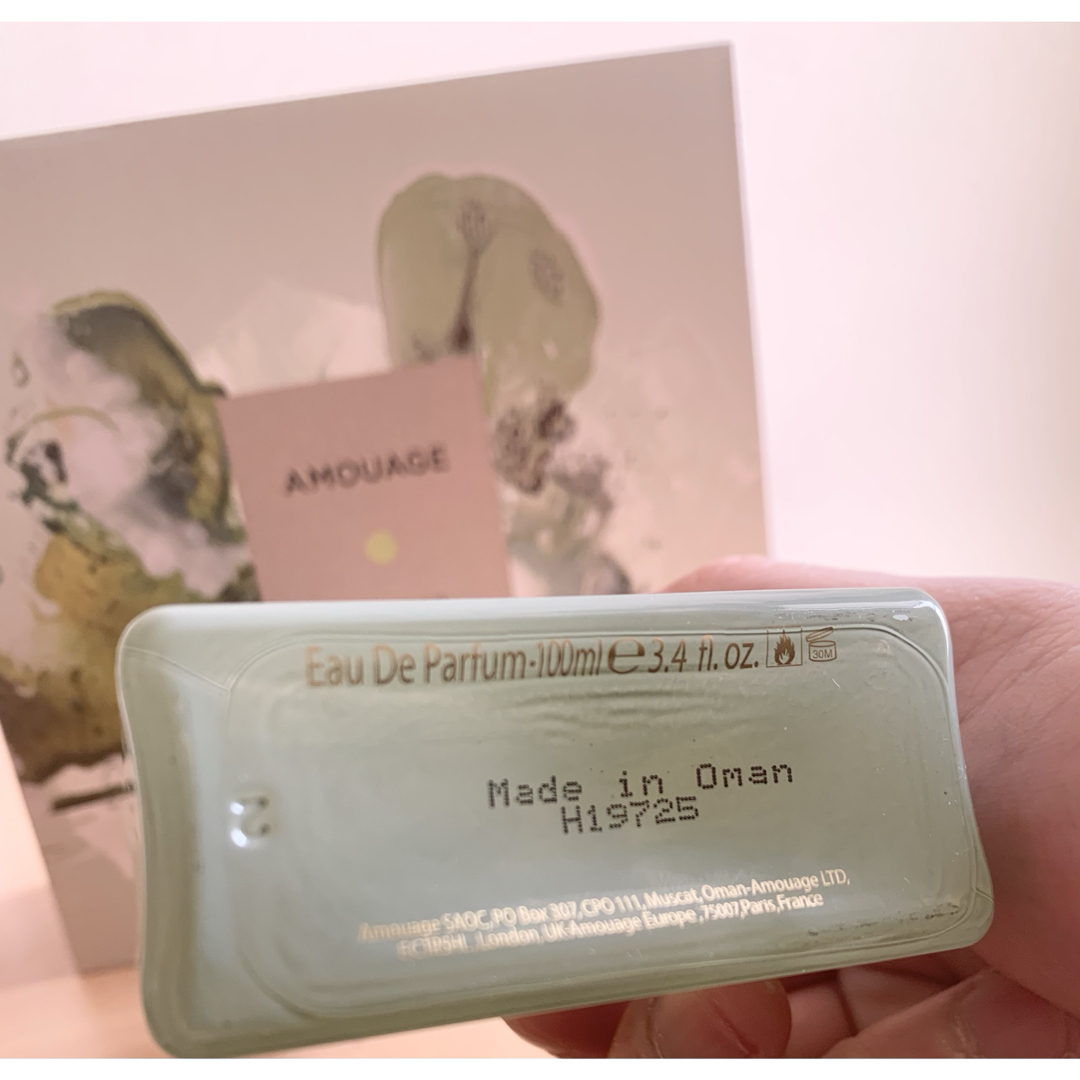 AMOUAGE
Eau De Parfum·100ml ℮ 3.4 fl. oz.
30M
Made in Oman
H19725
2
Amouage SAOC,PO Box 307,CPO 111,Muscat,Oman-Amouage LTD,
EC1R5HL ,London,UK-Amouage Europe ,75007,Paris,France